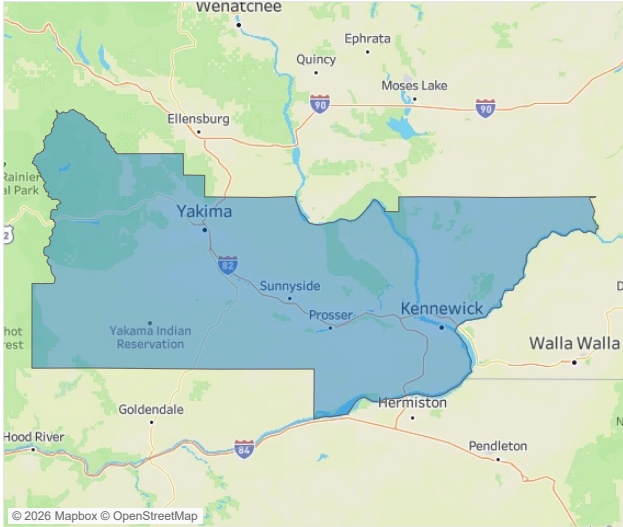 Wenatchee
Ephrata
Quincy
Moses Lake
90
90
Ellensburg
Rainier
al Park
Yakima
2
82
Sunnyside
Prosser
Kennewick
Yakama Indian
Reservation
hot
rest
Walla Walla
D
Goldendale
Hermiston
Hood River
84
Pendleton
N
© 2026 Mapbox © OpenStreetMap